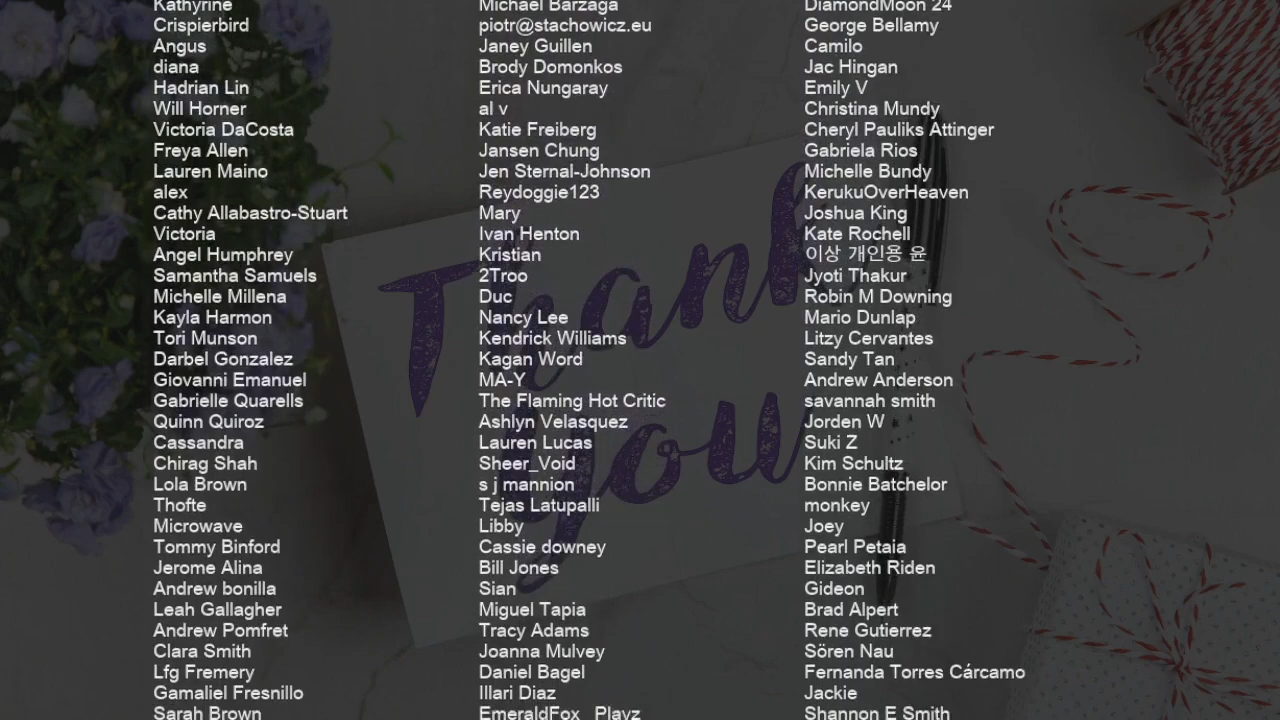 Kathyrine
Crispierbird
Angus
diana
Hadrian Lin
Will Horner
Victoria DaCosta
Freya Allen
Lauren Maino
alex
Cathy Allabastro-Stuart
Victoria
Angel Humphrey
Samantha Samuels
Michelle Millena
Kayla Harmon
Tori Munson
Darbel Gonzalez
Giovanni Emanuel
Gabrielle Quarells
Quinn Quiroz
Cassandra
Chirag Shah
Lola Brown
Thofte
Microwave
Tommy Binford
Jerome Alina
Andrew bonilla
Leah Gallagher
Andrew Pomfret
Clara Smith
Lfg Fremery
Gamaliel Fresnillo
Sarah Brown
Michael Barzaga
piotr@stachowicz.eu
Janey Guillen
Brody Domonkos
Erica Nungaray
al v
Katie Freiberg
Jansen Chung
Jen Sternal-Johnson
Reydoggie123
Mary
Ivan Henton
Kristian
2Troo
Duc
Nancy Lee
Kendrick Williams
Kagan Word
MA-Y
The Flaming Hot Critic
Ashlyn Velasquez
Lauren Lucas
Sheer_Void
s j mannion
Tejas Latupalli
Libby
Cassie downey
Bill Jones
Sian
Miguel Tapia
Tracy Adams
Joanna Mulvey
Daniel Bagel
Illari Diaz
EmeraldFox_ Playz
DiamondMoon 24
George Bellamy
Camilo
Jac Hingan
Emily V
Christina Mundy
Cheryl Pauliks Attinger
Gabriela Rios
Michelle Bundy
KerukuOverHeaven
Joshua King
Kate Rochell
이상 개인용 윤
Jyoti Thakur
Robin M Downing
Mario Dunlap
Litzy Cervantes
Sandy Tan
Andrew Anderson
savannah smith
Jorden W
Suki Z
Kim Schultz
Bonnie Batchelor
monkey
Joey
Pearl Petaia
Elizabeth Riden
Gideon
Brad Alpert
Rene Gutierrez
Sören Nau
Fernanda Torres Cárcamo
Jackie
Shannon E Smith
Thank
you